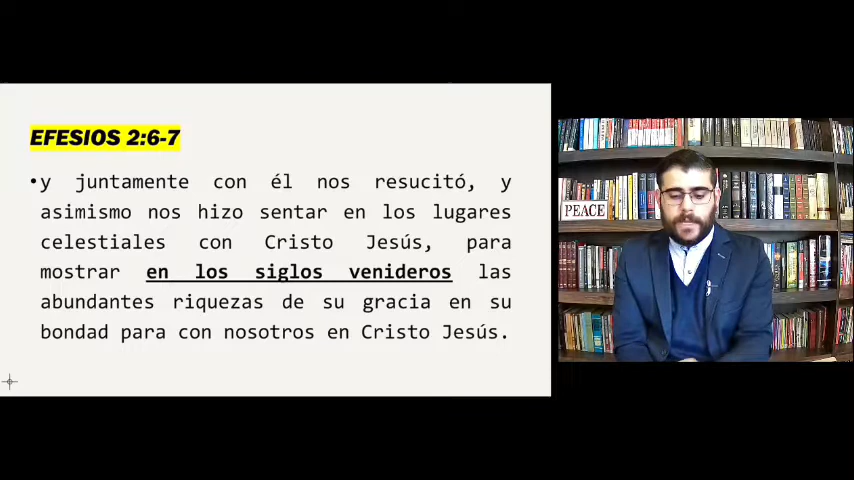 EFESIOS 2:6-7
•y juntamente con él nos resucitó, y
asimismo nos hizo sentar en los lugares
celestiales con Cristo Jesús, para
mostrar en los siglos venideros las
abundantes riquezas de su gracia en su
bondad para con nosotros en Cristo Jesús.
PEACE